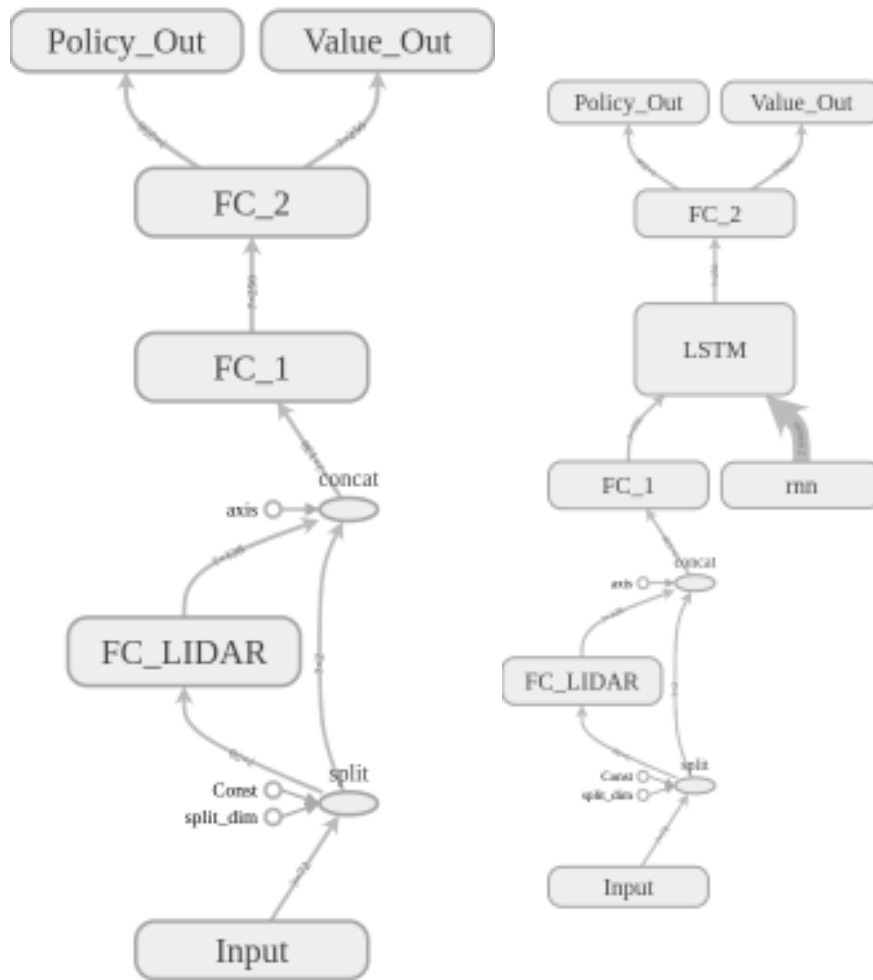 Policy_Out
Value_Out
FC_2
FC_1
concat
axis
FC_LIDAR
split
Const
split_dim
Input
Policy_Out
Value_Out
FC_2
LSTM
FC_1
rnn
concat
axis
FC_LIDAR
split
Const
split_dim
Input